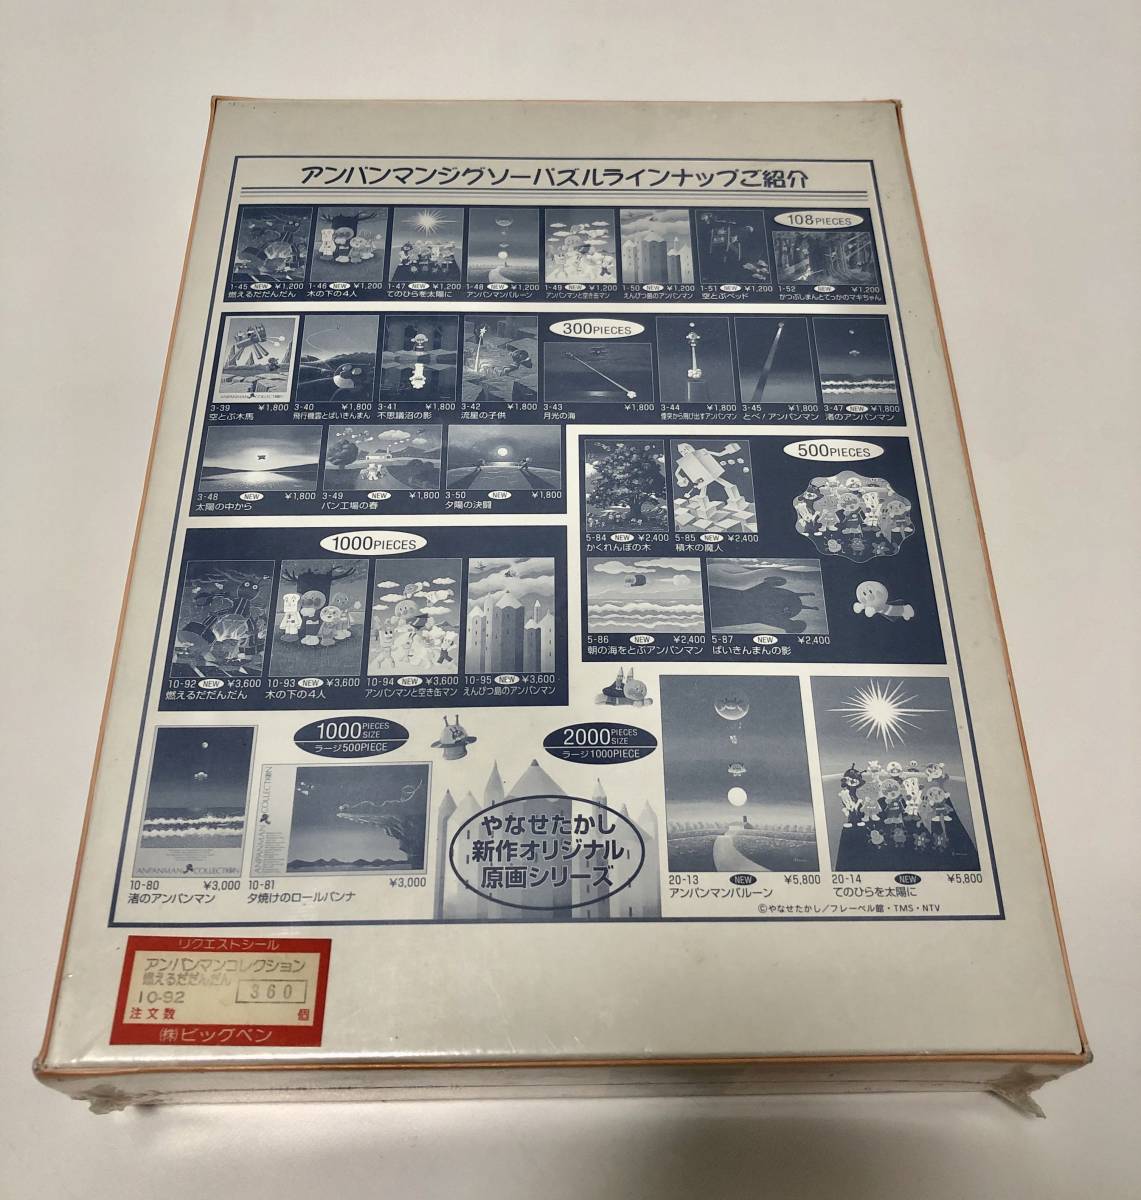 アンパンマンジグソーパズルラインナップご紹介
108PIECES
1-45 NEW ¥1,200
燃えるだだんだん
1-46 NEW ¥1,200
木の下の4人
1-47 NEW ¥1,200
てのひらを太陽に
1-48 NEW ¥1,200
アンパンマンバルーン
1-49 NEW ¥1,200
アンパンマンと空き缶マン
1-50 NEW ¥1,200
えんぴつ島のアンパンマン
1-51 NEW ¥1,200
空とぶベッド
1-52 NEW ¥1,200
かつぶしまんとてっかのマキちゃん
300PIECES
ANPANMAN COLLECTION
3-39 ¥1,800
空とぶ木馬
3-40 ¥1,800
飛行機雲とばいきんまん
3-41 ¥1,800
不思議沼の影
3-42 ¥1,800
流星の子供
3-43 ¥1,800
月光の海
3-44 ¥1,800
煙突から飛び出すアンパンマン
3-45 ¥1,800
とべ!アンパンマン
3-47 NEW ¥1,800
渚のアンパンマン
3-48 NEW ¥1,800
太陽の中から
3-49 NEW ¥1,800
パン工場の春
3-50 NEW ¥1,800
夕陽の決闘
500PIECES
5-84 NEW ¥2,400
かくれんぼの木
5-85 NEW ¥2,400
積木の魔人
5-86 NEW ¥2,400
朝の海をとぶアンパンマン
5-87 NEW ¥2,400
ばいきんまんの影
1000PIECES
10-92 NEW ¥3,600
燃えるだだんだん
10-93 NEW ¥3,600
木の下の4人
10-94 NEW ¥3,600
アンパンマンと空き缶マン
10-95 NEW ¥3,600
えんぴつ島のアンパンマン
1000PIECES SIZE
ラージ500PIECE
2000PIECES SIZE
ラージ1000PIECE
ANPANMAN COLLECTION
10-80 ¥3,000
渚のアンパンマン
ANPANMAN COLLECTION
10-81 ¥3,000
夕焼けのロールパンナ
やなせたかし
新作オリジナル
原画シリーズ
20-13 NEW ¥5,800
アンパンマンバルーン
20-14 NEW ¥5,800
てのひらを太陽に
©やなせたかし/フレーベル館・TMS・NTV
リクエストシール
アンパンマンコレクション
燃えるだだんだん
10-92 360
注文数 個
㈱ビッグペン